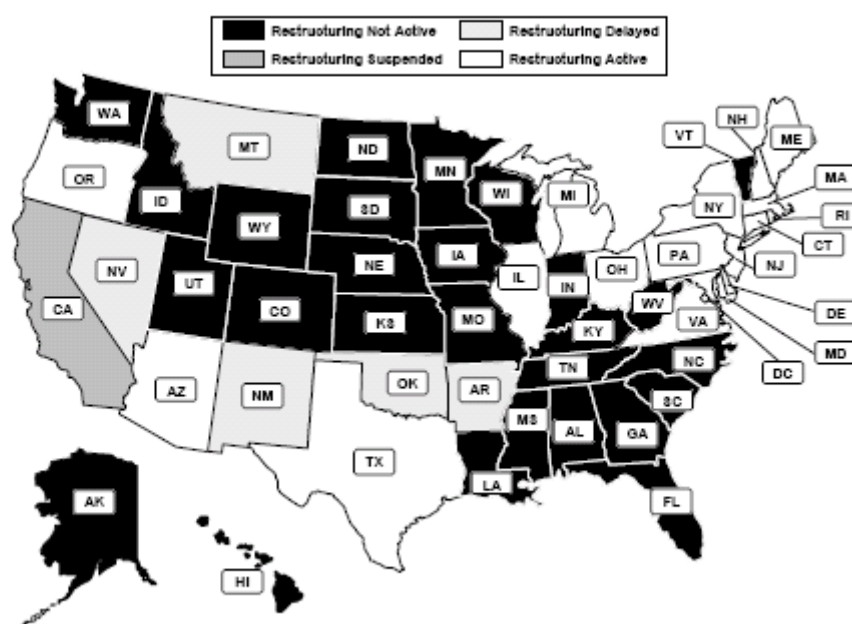 Restructuring Not Active Restructuring Delayed
Restructuring Suspended Restructuring Active
WA
MT
ND
MN
VT
NH
ME
OR
ID
SD
WI
MI
MA
WY
NY
RI
IA
CT
NE
PA
NV
UT
IL
OH
NJ
IN
CA
CO
WV
KS
MO
KY
VA
DE
MD
TN
NC
DC
AZ
NM
OK
AR
SC
MS
AL
GA
TX
LA
AK
FL
HI